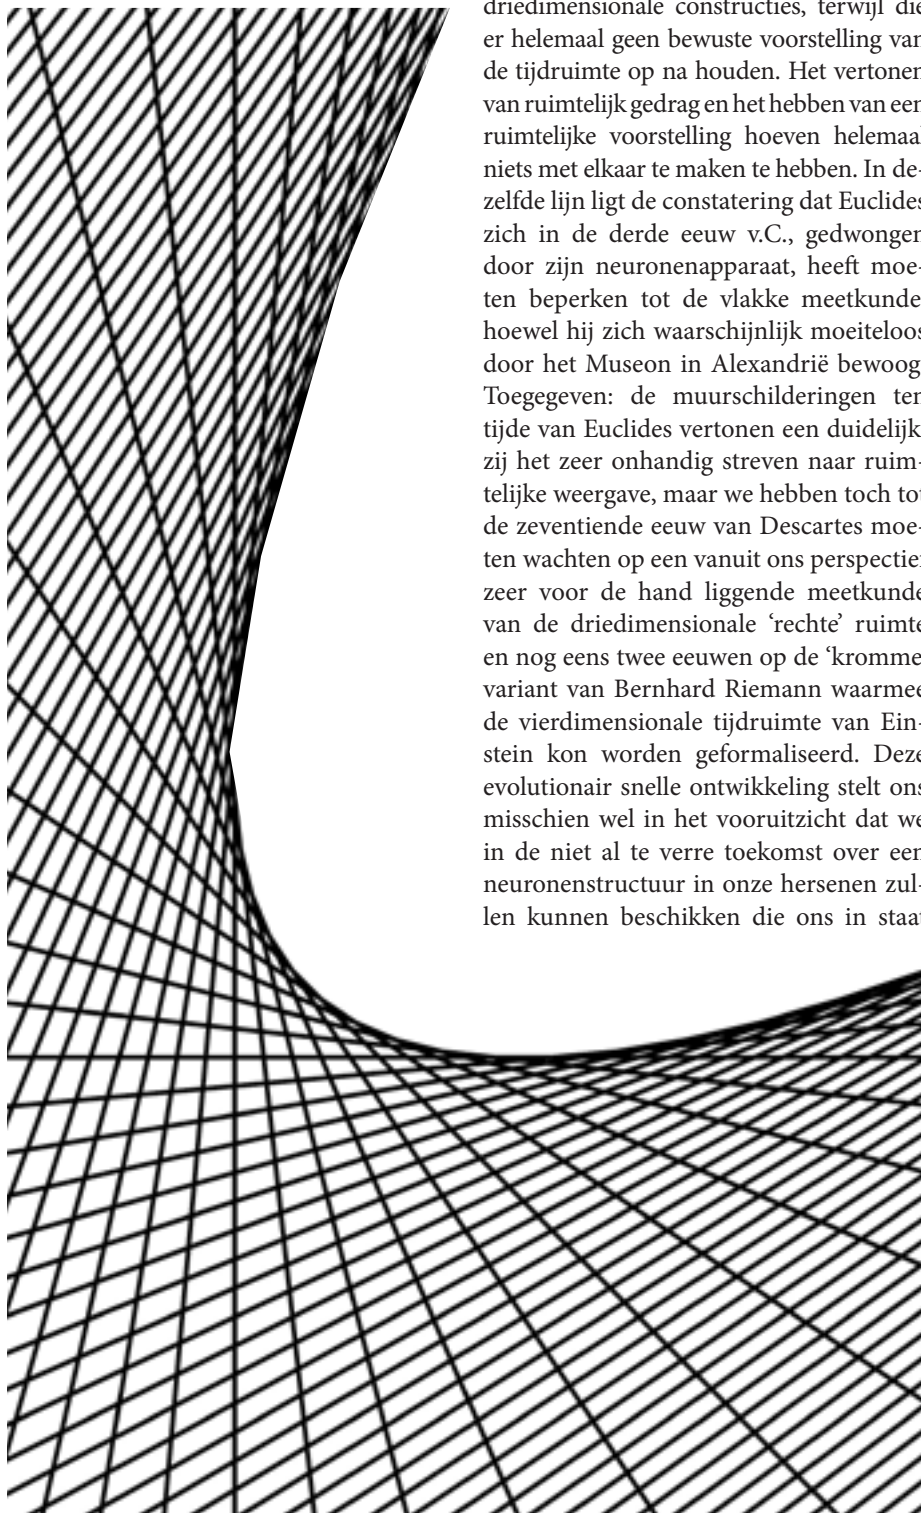 driedimensionale constructies, terwijl die
er helemaal geen bewuste voorstelling van
de tijdruimte op na houden. Het vertonen
van ruimtelijk gedrag en het hebben van een
ruimtelijke voorstelling hoeven helemaal
niets met elkaar te maken te hebben. In de-
zelfde lijn ligt de constatering dat Euclides
zich in de derde eeuw v.C., gedwongen
door zijn neuronenapparaat, heeft moe-
ten beperken tot de vlakke meetkunde
hoewel hij zich waarschijnlijk moeiteloos
door het Museon in Alexandrië bewoog
Toegegeven: de muurschilderingen ten
tijde van Euclides vertonen een duidelijk
zij het zeer onhandig streven naar ruim-
telijke weergave, maar we hebben toch tot
de zeventiende eeuw van Descartes moe-
ten wachten op een vanuit ons perspectief
zeer voor de hand liggende meetkunde
van de driedimensionale ‘rechte’ ruimte
en nog eens twee eeuwen op de ‘kromme
variant van Bernhard Riemann waarmee
de vierdimensionale tijdruimte van Ein-
stein kon worden geformaliseerd. Deze
evolutionair snelle ontwikkeling stelt ons
misschien wel in het vooruitzicht dat we
in de niet al te verre toekomst over een
neuronenstructuur in onze hersenen zul-
len kunnen beschikken die ons in staat